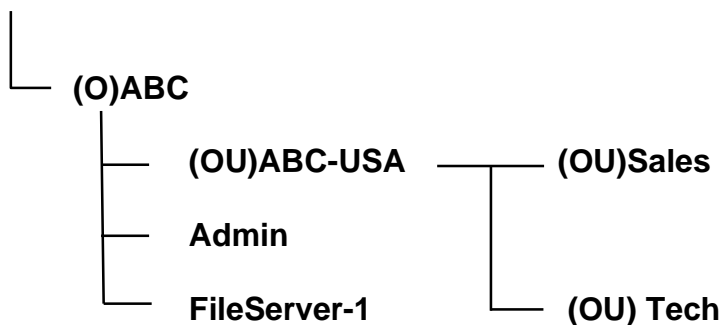 (O)ABC
(OU)ABC-USA
(OU)Sales
Admin
FileServer-1
(OU) Tech